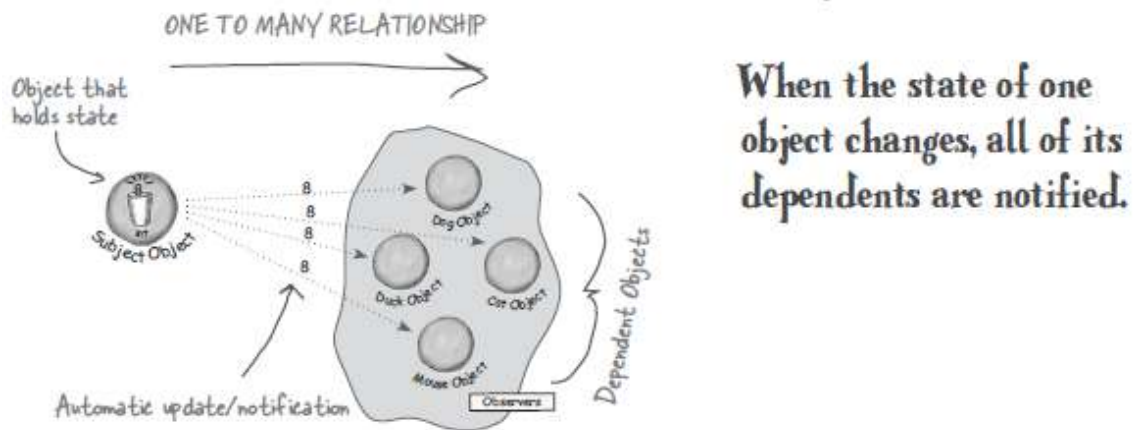 ONE TO MANY RELATIONSHIP
Object that
holds state
8
int
Subject Object
8
8
8
8
Dog Object
Duck Object
Cat Object
Mouse Object
Observers
Dependent Objects
Automatic update/notification
When the state of one
object changes, all of its
dependents are notified.